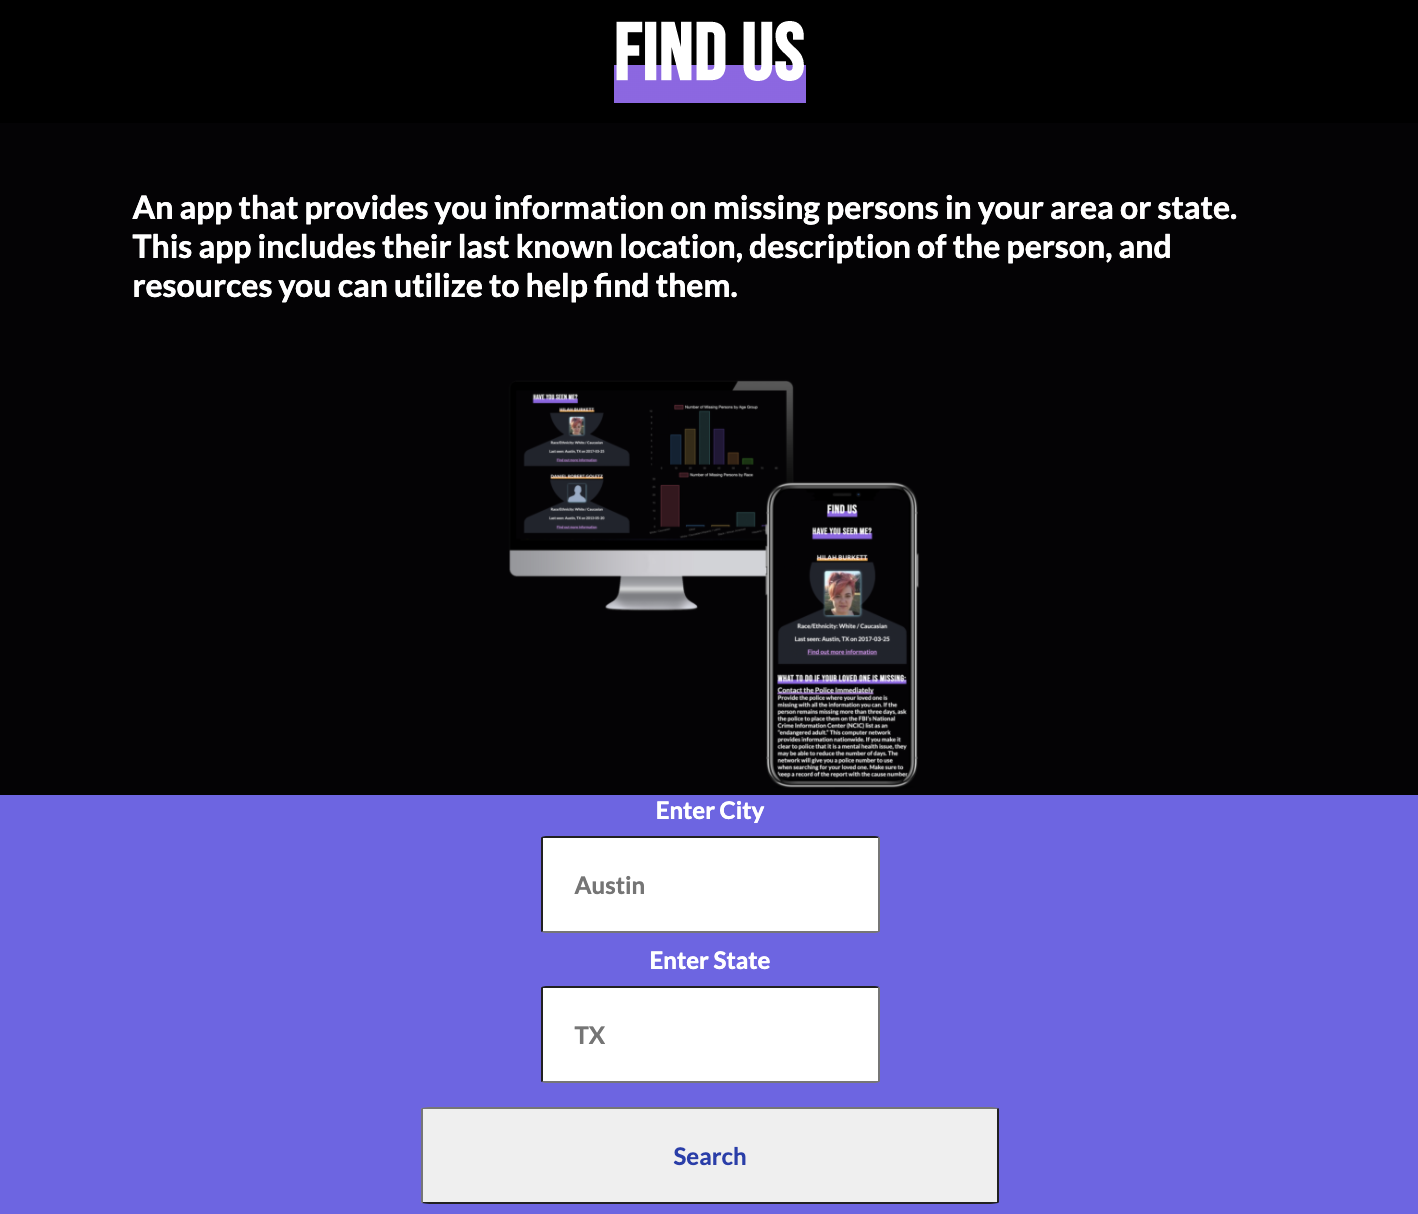 FIND US
An app that provides you information on missing persons in your area or state.
This app includes their last known location, description of the person, and
resources you can utilize to help find them.
HAVE YOU SEEN ME?
HILAH BURKETT
Race/Ethnicity: White / Caucasian
Last seen: Austin, TX on 2017-03-25
Find out more information
Race/Ethnicity: White / Caucasian
Find out more information
Number of Missing Persons by Age Group
Number of Missing Persons by Race
FIND US
HAVE YOU SEEN ME?
HILAH BURKETT
Race/Ethnicity: White / Caucasian
Last seen: Austin, TX on 2017-03-25
Find out more information
WHAT TO DO IF YOUR LOVED ONE IS MISSING:
Contact the Police Immediately
Provide the police where your loved one is
missing with all the information you can. If the
person remains missing more than three days, ask
the police to place them on the FBI's National
Crime Information Center (NCIC) list as an
"endangered adult." This computer network
provides information nationwide. If you make it
clear to police that it is a mental health issue, they
may be able to reduce the number of days. The
network will give you a police number to use
when searching for your loved one. Make sure to
keep a record of the report with the cause number
Enter City
Austin
Enter State
TX
Search